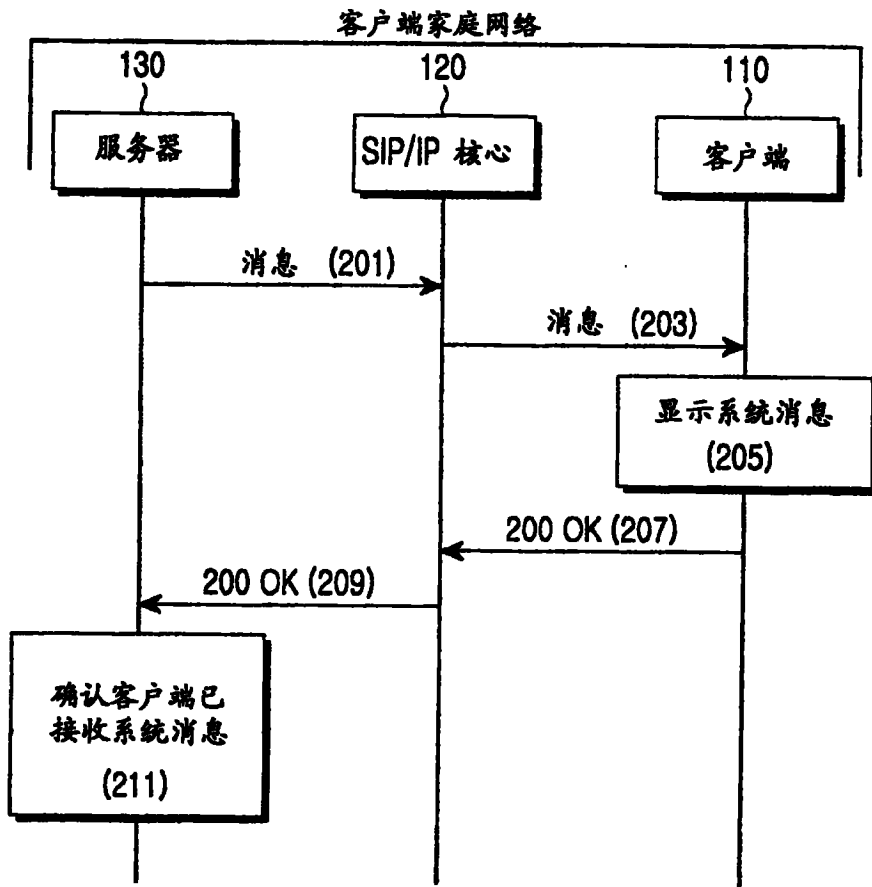 客户端家庭网络
130
120
110
服务器
SIP/IP 核心
客户端
消息 (201)
消息 (203)
显示系统消息
(205)
200 OK (207)
200 OK (209)
确认客户端已
接收系统消息
(211)